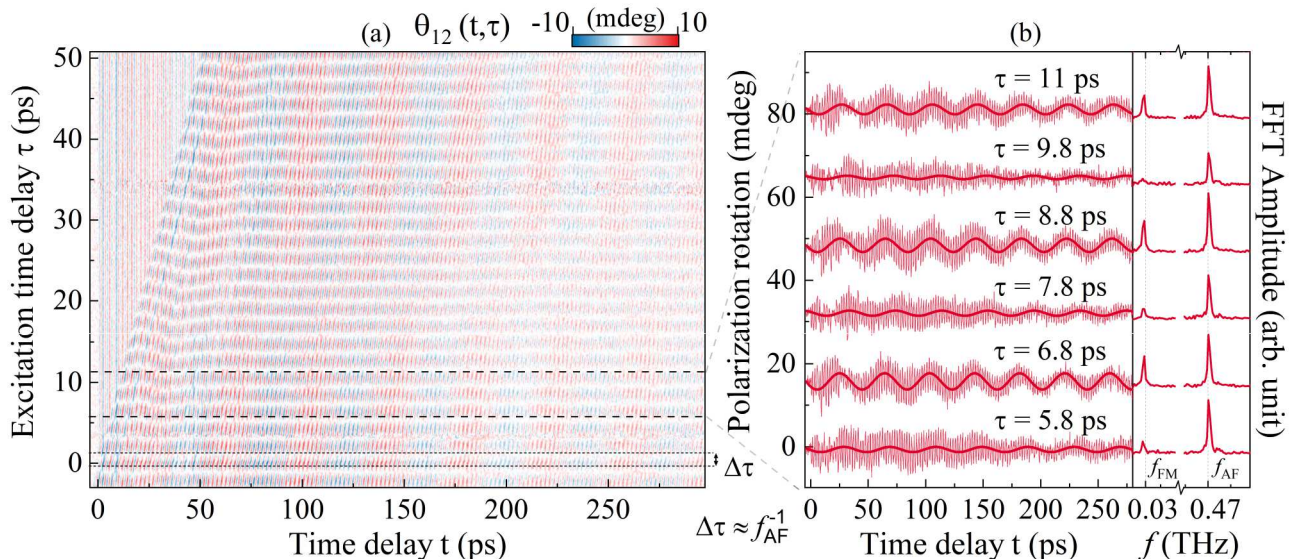 (a) θ₁₂ (t,τ) -10 (mdeg) 10
Excitation time delay τ (ps)
50
40
30
20
10
0
0 50 100 150 200 250
Time delay t (ps)
Δτ
Δτ ≈ f_AF⁻¹
(b)
Polarization rotation (mdeg)
80
60
40
20
0
τ = 11 ps
τ = 9.8 ps
τ = 8.8 ps
τ = 7.8 ps
τ = 6.8 ps
τ = 5.8 ps
f_FM f_AF
0 50 100 150 200 250 0.03 0.47
Time delay t (ps) f (THz)
FFT Amplitude (arb. unit)